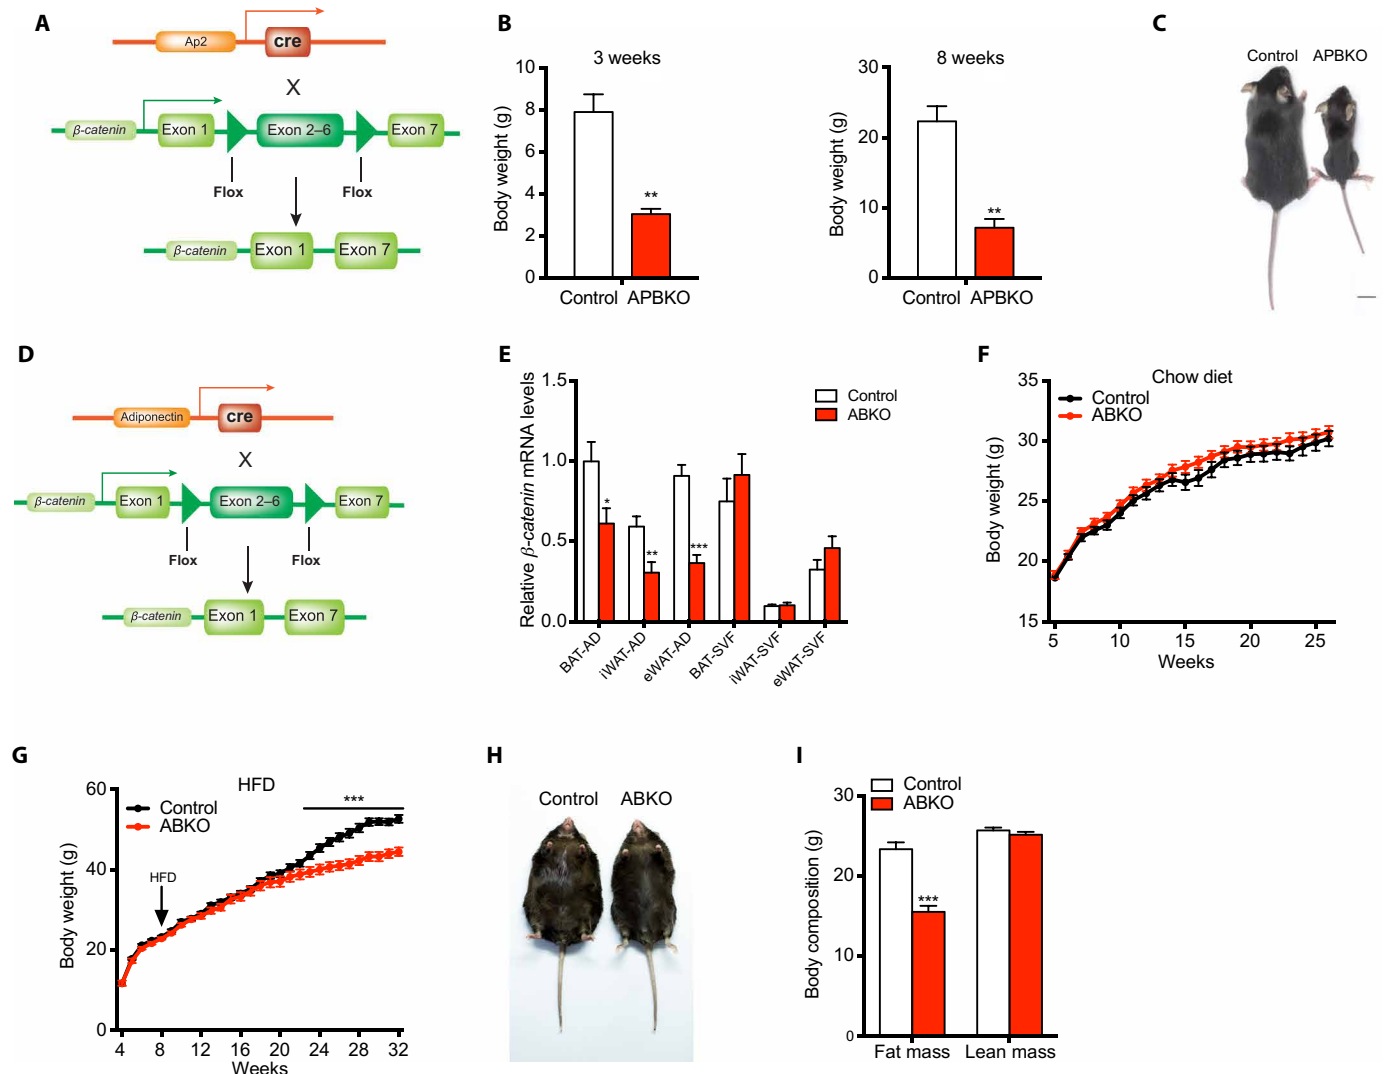 A
Ap2
cre
X
β-catenin
Exon 1
Exon 2–6
Exon 7
Flox
Flox
β-catenin
Exon 1
Exon 7
B
3 weeks
Body weight (g)
10
8
6
4
2
0
**
Control APBKO
8 weeks
Body weight (g)
30
20
10
0
**
Control APBKO
C
Control APBKO
D
Adiponectin
cre
X
β-catenin
Exon 1
Exon 2–6
Exon 7
Flox
Flox
β-catenin
Exon 1
Exon 7
E
Relative β-catenin mRNA levels
1.5
1.0
0.5
0.0
Control
ABKO
*
**
***
BAT-AD
iWAT-AD
eWAT-AD
BAT-SVF
iWAT-SVF
eWAT-SVF
F
Chow diet
Control
ABKO
Body weight (g)
35
30
25
20
15
5 10 15 20 25
Weeks
G
HFD
Control
ABKO
***
HFD
Body weight (g)
60
40
20
0
4 8 12 16 20 24 28 32
Weeks
H
Control ABKO
I
Control
ABKO
Body composition (g)
30
20
10
0
***
Fat mass Lean mass